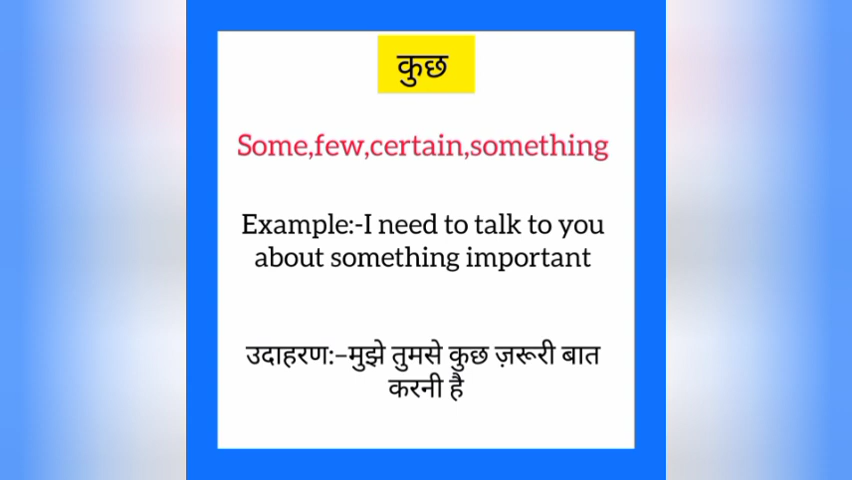 कुछ
Some,few,certain,something
Example:-I need to talk to you
about something important
उदाहरण:–मुझे तुमसे कुछ ज़रूरी बात
करनी है